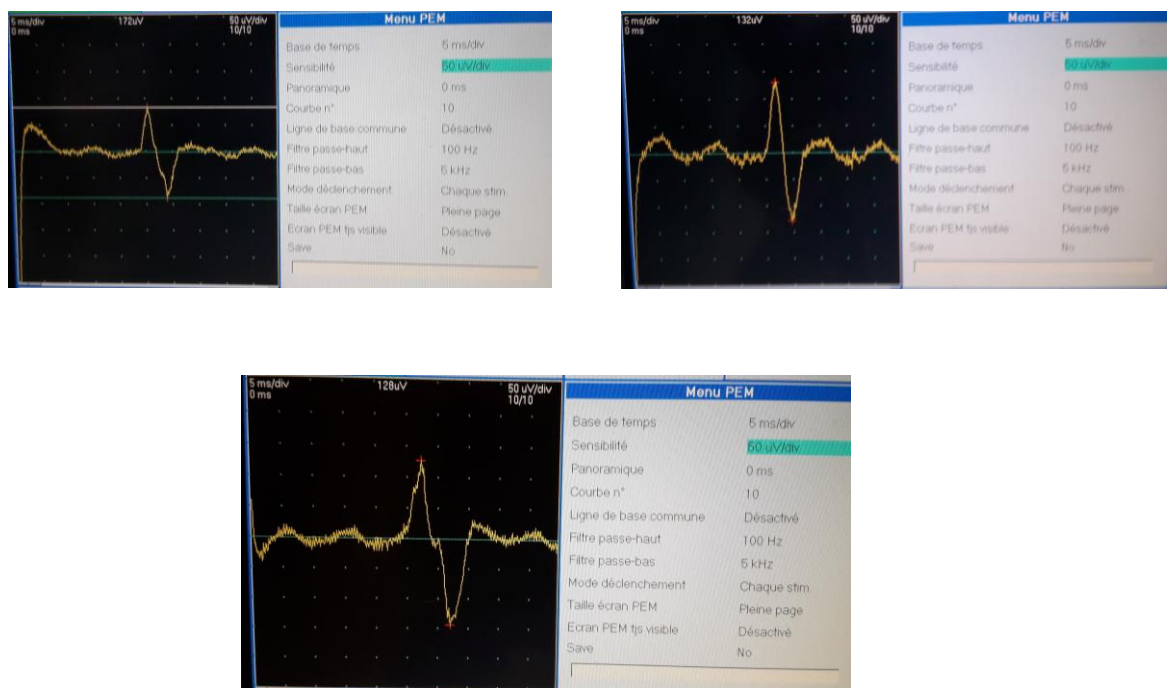 5 ms/div 172uV 50 uV/div
0 ms 10/10
Menu PEM
Base de temps 5 ms/div
Sensibilité 50 uV/div
Panoramique 0 ms
Courbe n° 10
Ligne de base commune Désactivé
Filtre passe-haut 100 Hz
Filtre passe-bas 5 kHz
Mode déclenchement Chaque stim.
Taille écran PEM Pleine page
Ecran PEM tjs visible Désactivé
Save No
5 ms/div 132uV 50 uV/div
0 ms 10/10
Menu PEM
Base de temps 5 ms/div
Sensibilité 50 uV/div
Panoramique 0 ms
Courbe n° 10
Ligne de base commune Désactivé
Filtre passe-haut 100 Hz
Filtre passe-bas 5 kHz
Mode déclenchement Chaque stim.
Taille écran PEM Pleine page
Ecran PEM tjs visible Désactivé
Save No
5 ms/div 128uV 50 uV/div
0 ms 10/10
Menu PEM
Base de temps 5 ms/div
Sensibilité 50 uV/div
Panoramique 0 ms
Courbe n° 10
Ligne de base commune Désactivé
Filtre passe-haut 100 Hz
Filtre passe-bas 5 kHz
Mode déclenchement Chaque stim.
Taille écran PEM Pleine page
Ecran PEM tjs visible Désactivé
Save No